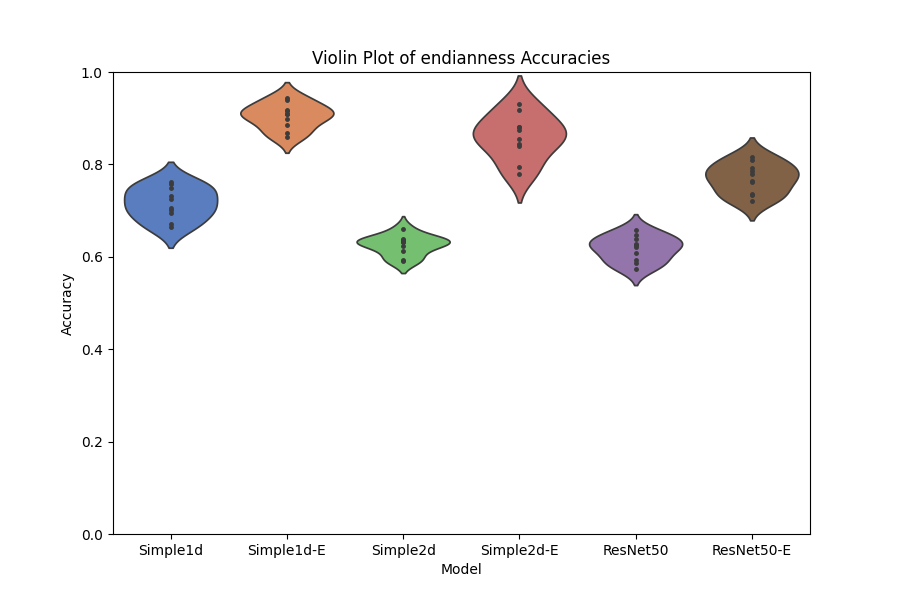 Violin Plot of endianness Accuracies
1.0
0.8
0.6
0.4
0.2
0.0
Accuracy
Simple1d Simple1d-E Simple2d Simple2d-E ResNet50 ResNet50-E
Model